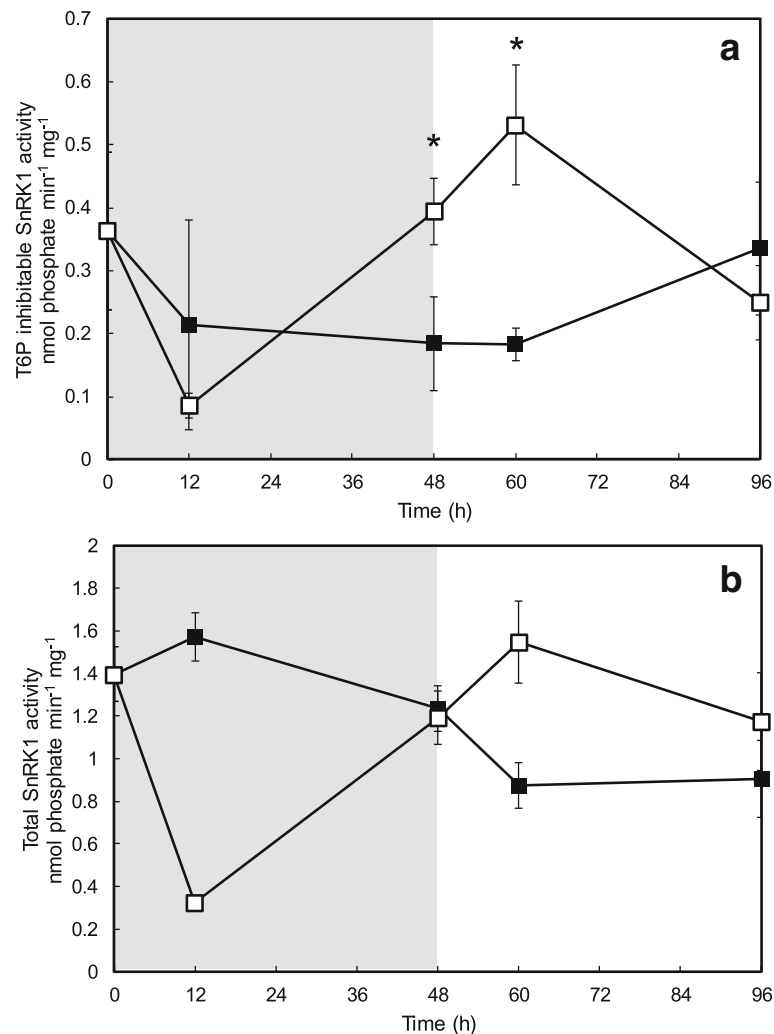 a
T6P inhibitable SnRK1 activity
nmol phosphate min⁻¹ mg⁻¹
0.7
0.6
0.5
0.4
0.3
0.2
0.1
0
*
*
0 12 24 36 48 60 72 84 96
Time (h)
b
Total SnRK1 activity
nmol phosphate min⁻¹ mg⁻¹
2
1.8
1.6
1.4
1.2
1
0.8
0.6
0.4
0.2
0
0 12 24 36 48 60 72 84 96
Time (h)